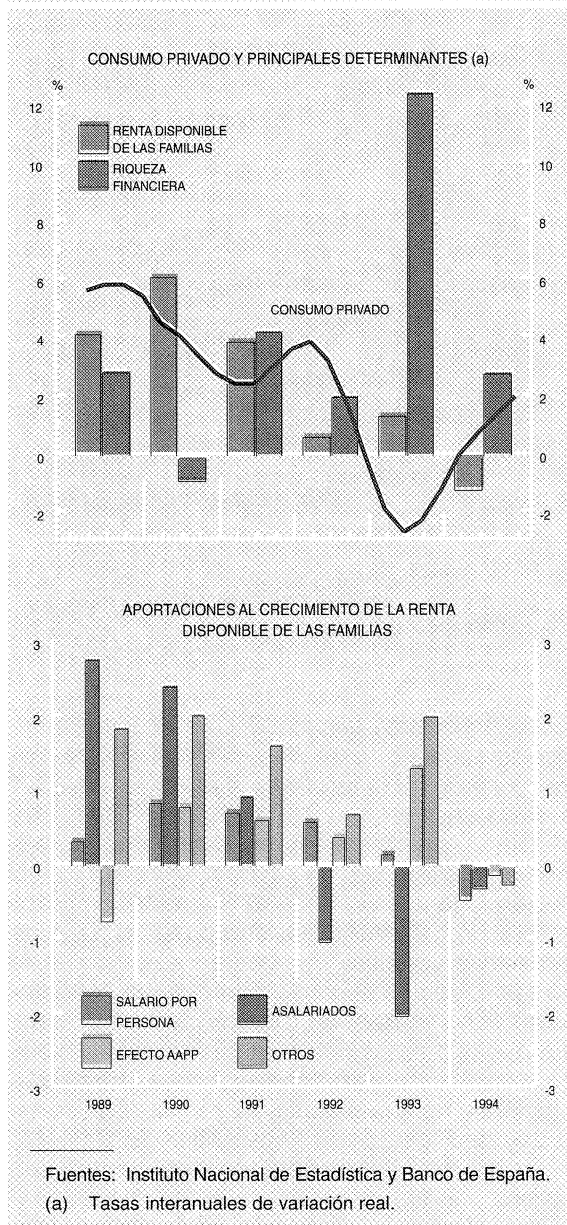 CONSUMO PRIVADO Y PRINCIPALES DETERMINANTES (a)
% %
12 12
RENTA DISPONIBLE
DE LAS FAMILIAS
10 10
RIQUEZA
FINANCIERA
8 8
6 6
CONSUMO PRIVADO
4 4
2 2
0 0
-2 -2
APORTACIONES AL CRECIMIENTO DE LA RENTA
DISPONIBLE DE LAS FAMILIAS
3 3
2 2
1 1
0 0
-1 -1
SALARIO POR
PERSONA
ASALARIADOS
-2 -2
EFECTO AAPP
OTROS
-3 -3
1989 1990 1991 1992 1993 1994
Fuentes: Instituto Nacional de Estadística y Banco de España.
(a) Tasas interanuales de variación real.